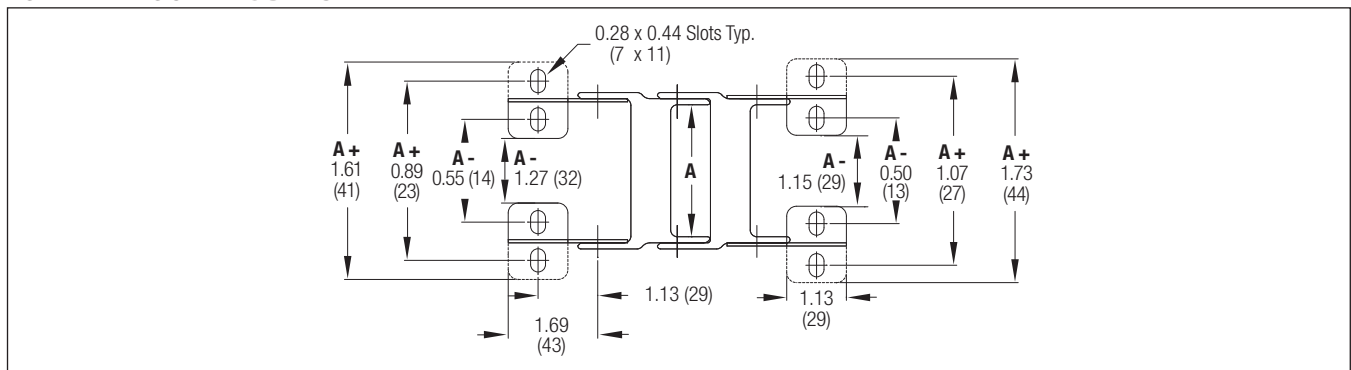 0.28 x 0.44 Slots Typ.
(7 x 11)
A +
1.61
(41)
A +
0.89
(23)
A -
0.55 (14)
A -
1.27 (32)
A
A -
1.15 (29)
A -
0.50
(13)
A +
1.07
(27)
A +
1.73
(44)
1.13 (29)
1.13
(29)
1.69
(43)